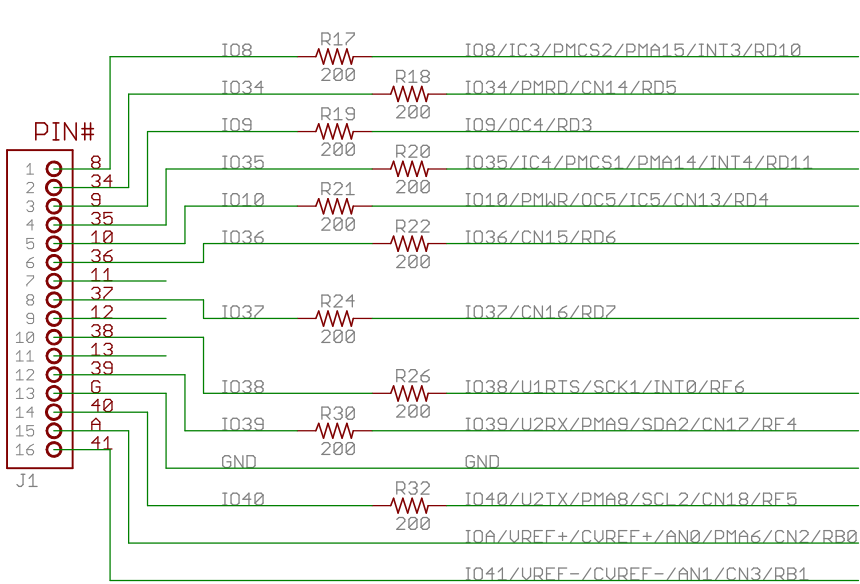 R17
IO8 IO8/IC3/PMCS2/PMA15/INT3/RD10
200
R18
IO34 IO34/PMRD/CN14/RD5
200
R19
IO9 IO9/OC4/RD3
200
R20
IO35 IO35/IC4/PMCS1/PMA14/INT4/RD11
200
R21
IO10 IO10/PMWR/OC5/IC5/CN13/RD4
200
R22
IO36 IO36/CN15/RD6
200
R24
IO37 IO37/CN16/RD7
200
R26
IO38 IO38/U1RTS/SCK1/INT0/RF6
200
R30
IO39 IO39/U2RX/PMA9/SDA2/CN17/RF4
200
GND GND
R32
IO40 IO40/U2TX/PMA8/SCL2/CN18/RF5
200
IOA/VREF+/CVREF+/AN0/PMA6/CN2/RB0
IO41/VREF-/CVREF-/AN1/CN3/RB1
PIN#
1 8
2 34
3 9
4 35
5 10
6 36
7 11
8 37
9 12
10 38
11 13
12 39
13 G
14 40
15 A
16 41
J1